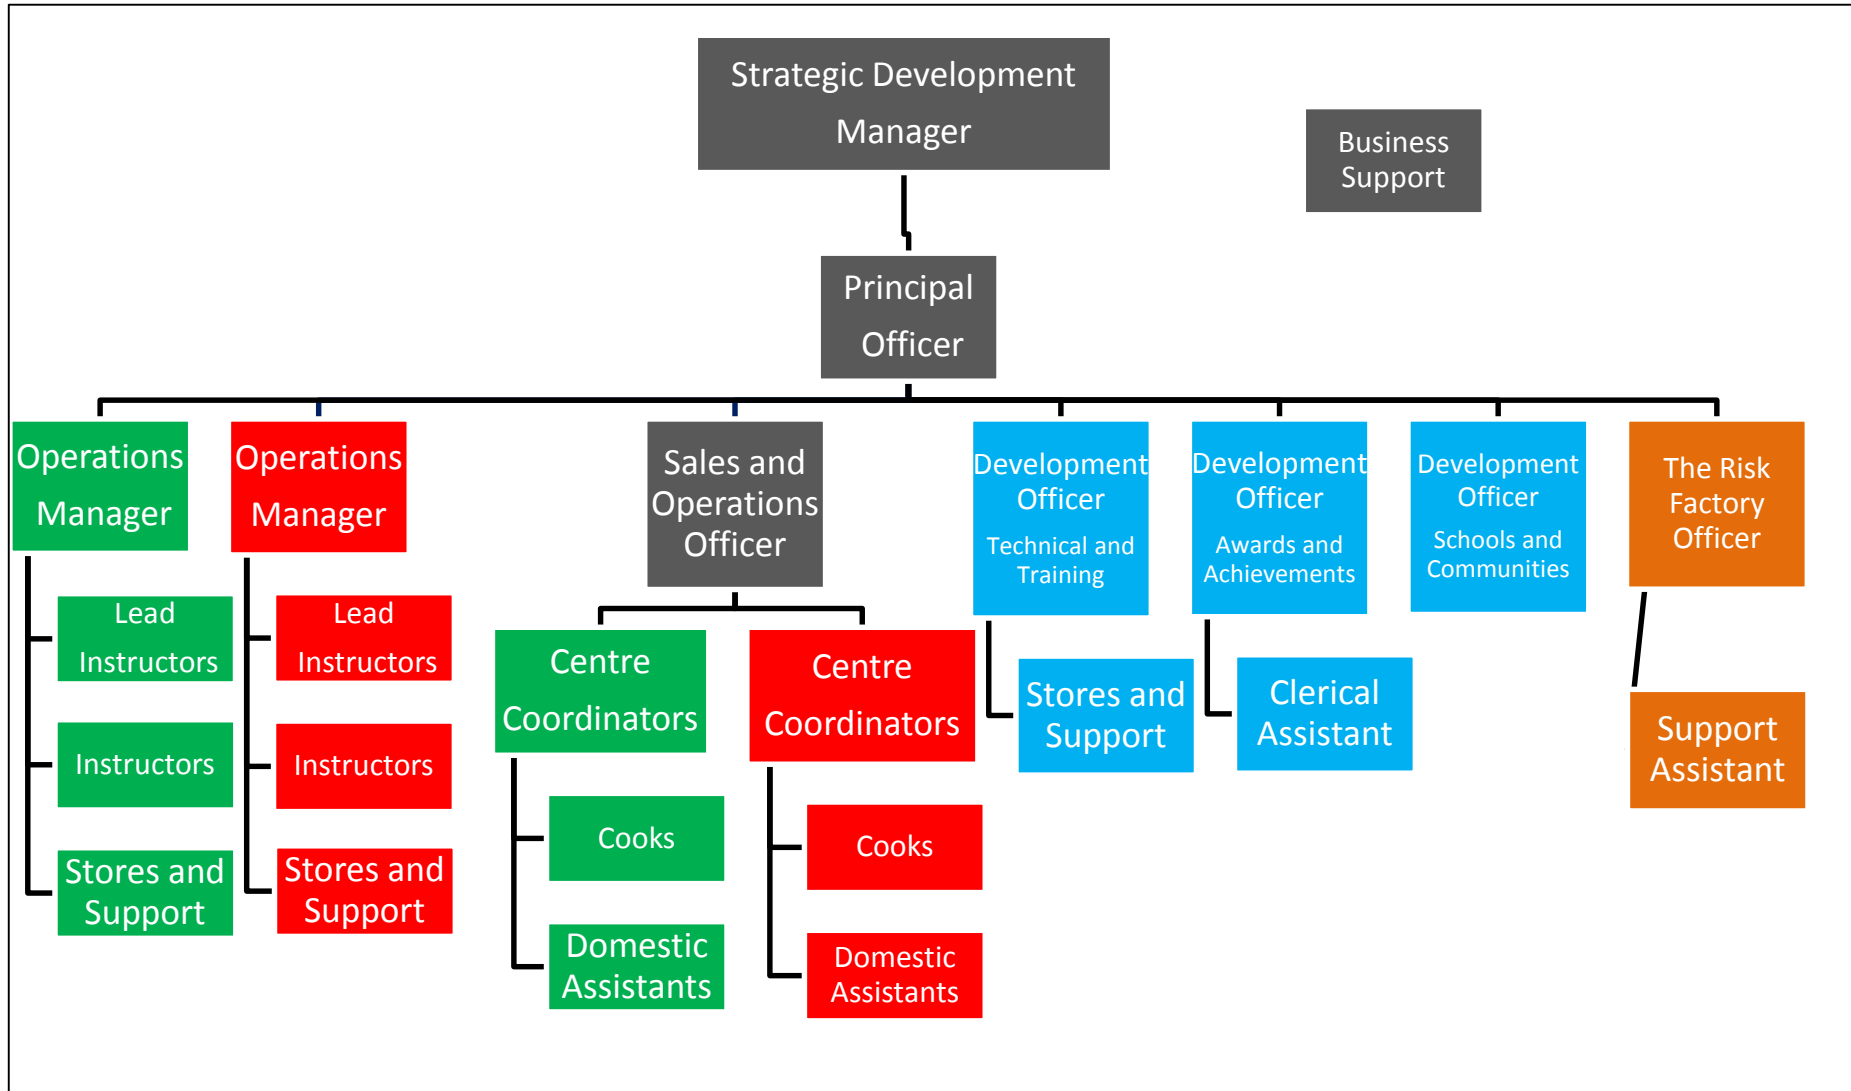 Strategic Development
Manager
Business
Support
Principal
Officer
Operations
Manager
Operations
Manager
Sales and
Operations
Officer
Development
Officer
Technical and
Training
Development
Officer
Awards and
Achievements
Development
Officer
Schools and
Communities
The Risk
Factory
Officer
Lead
Instructors
Instructors
Stores and
Support
Lead
Instructors
Instructors
Stores and
Support
Centre
Coordinators
Cooks
Domestic
Assistants
Centre
Coordinators
Cooks
Domestic
Assistants
Stores and
Support
Clerical
Assistant
Support
Assistant